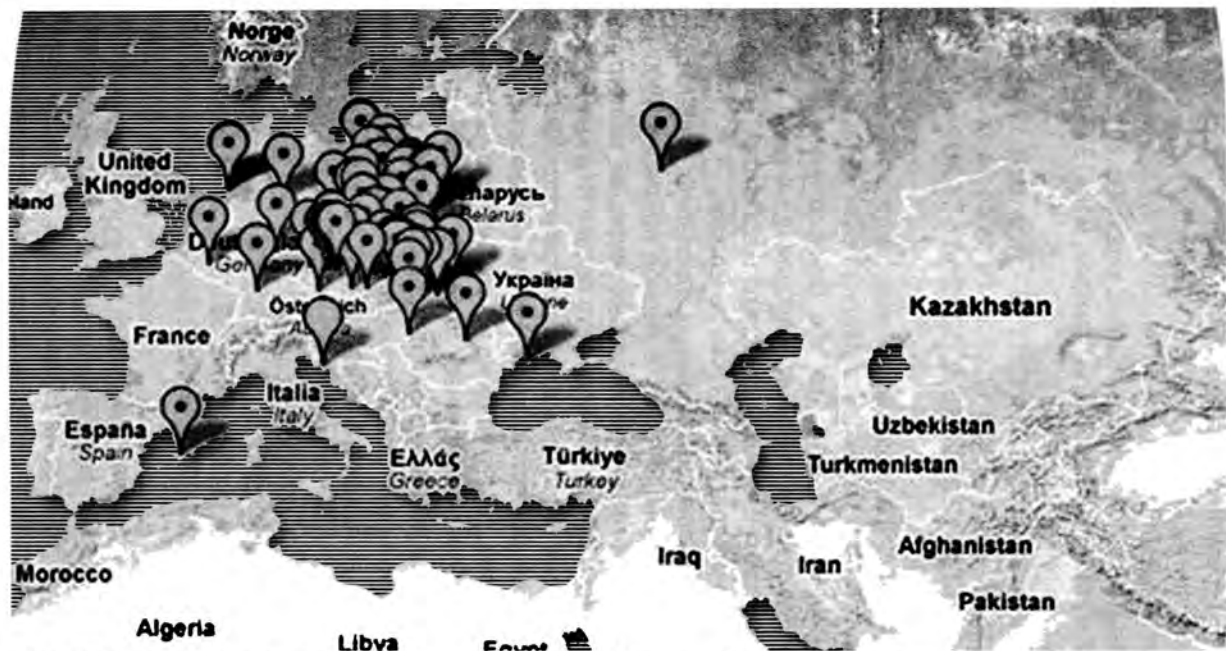 Norge
Norway
United
Kingdom
eland
Belarus
Україна
France
Kazakhstan
Italia
Italy
España
Spain
Uzbekistan
Ελλάς
Greece
Türkiye
Turkey
Turkmenistan
Morocco
Iraq
Iran
Afghanistan
Pakistan
Algeria
Libya
Egypt